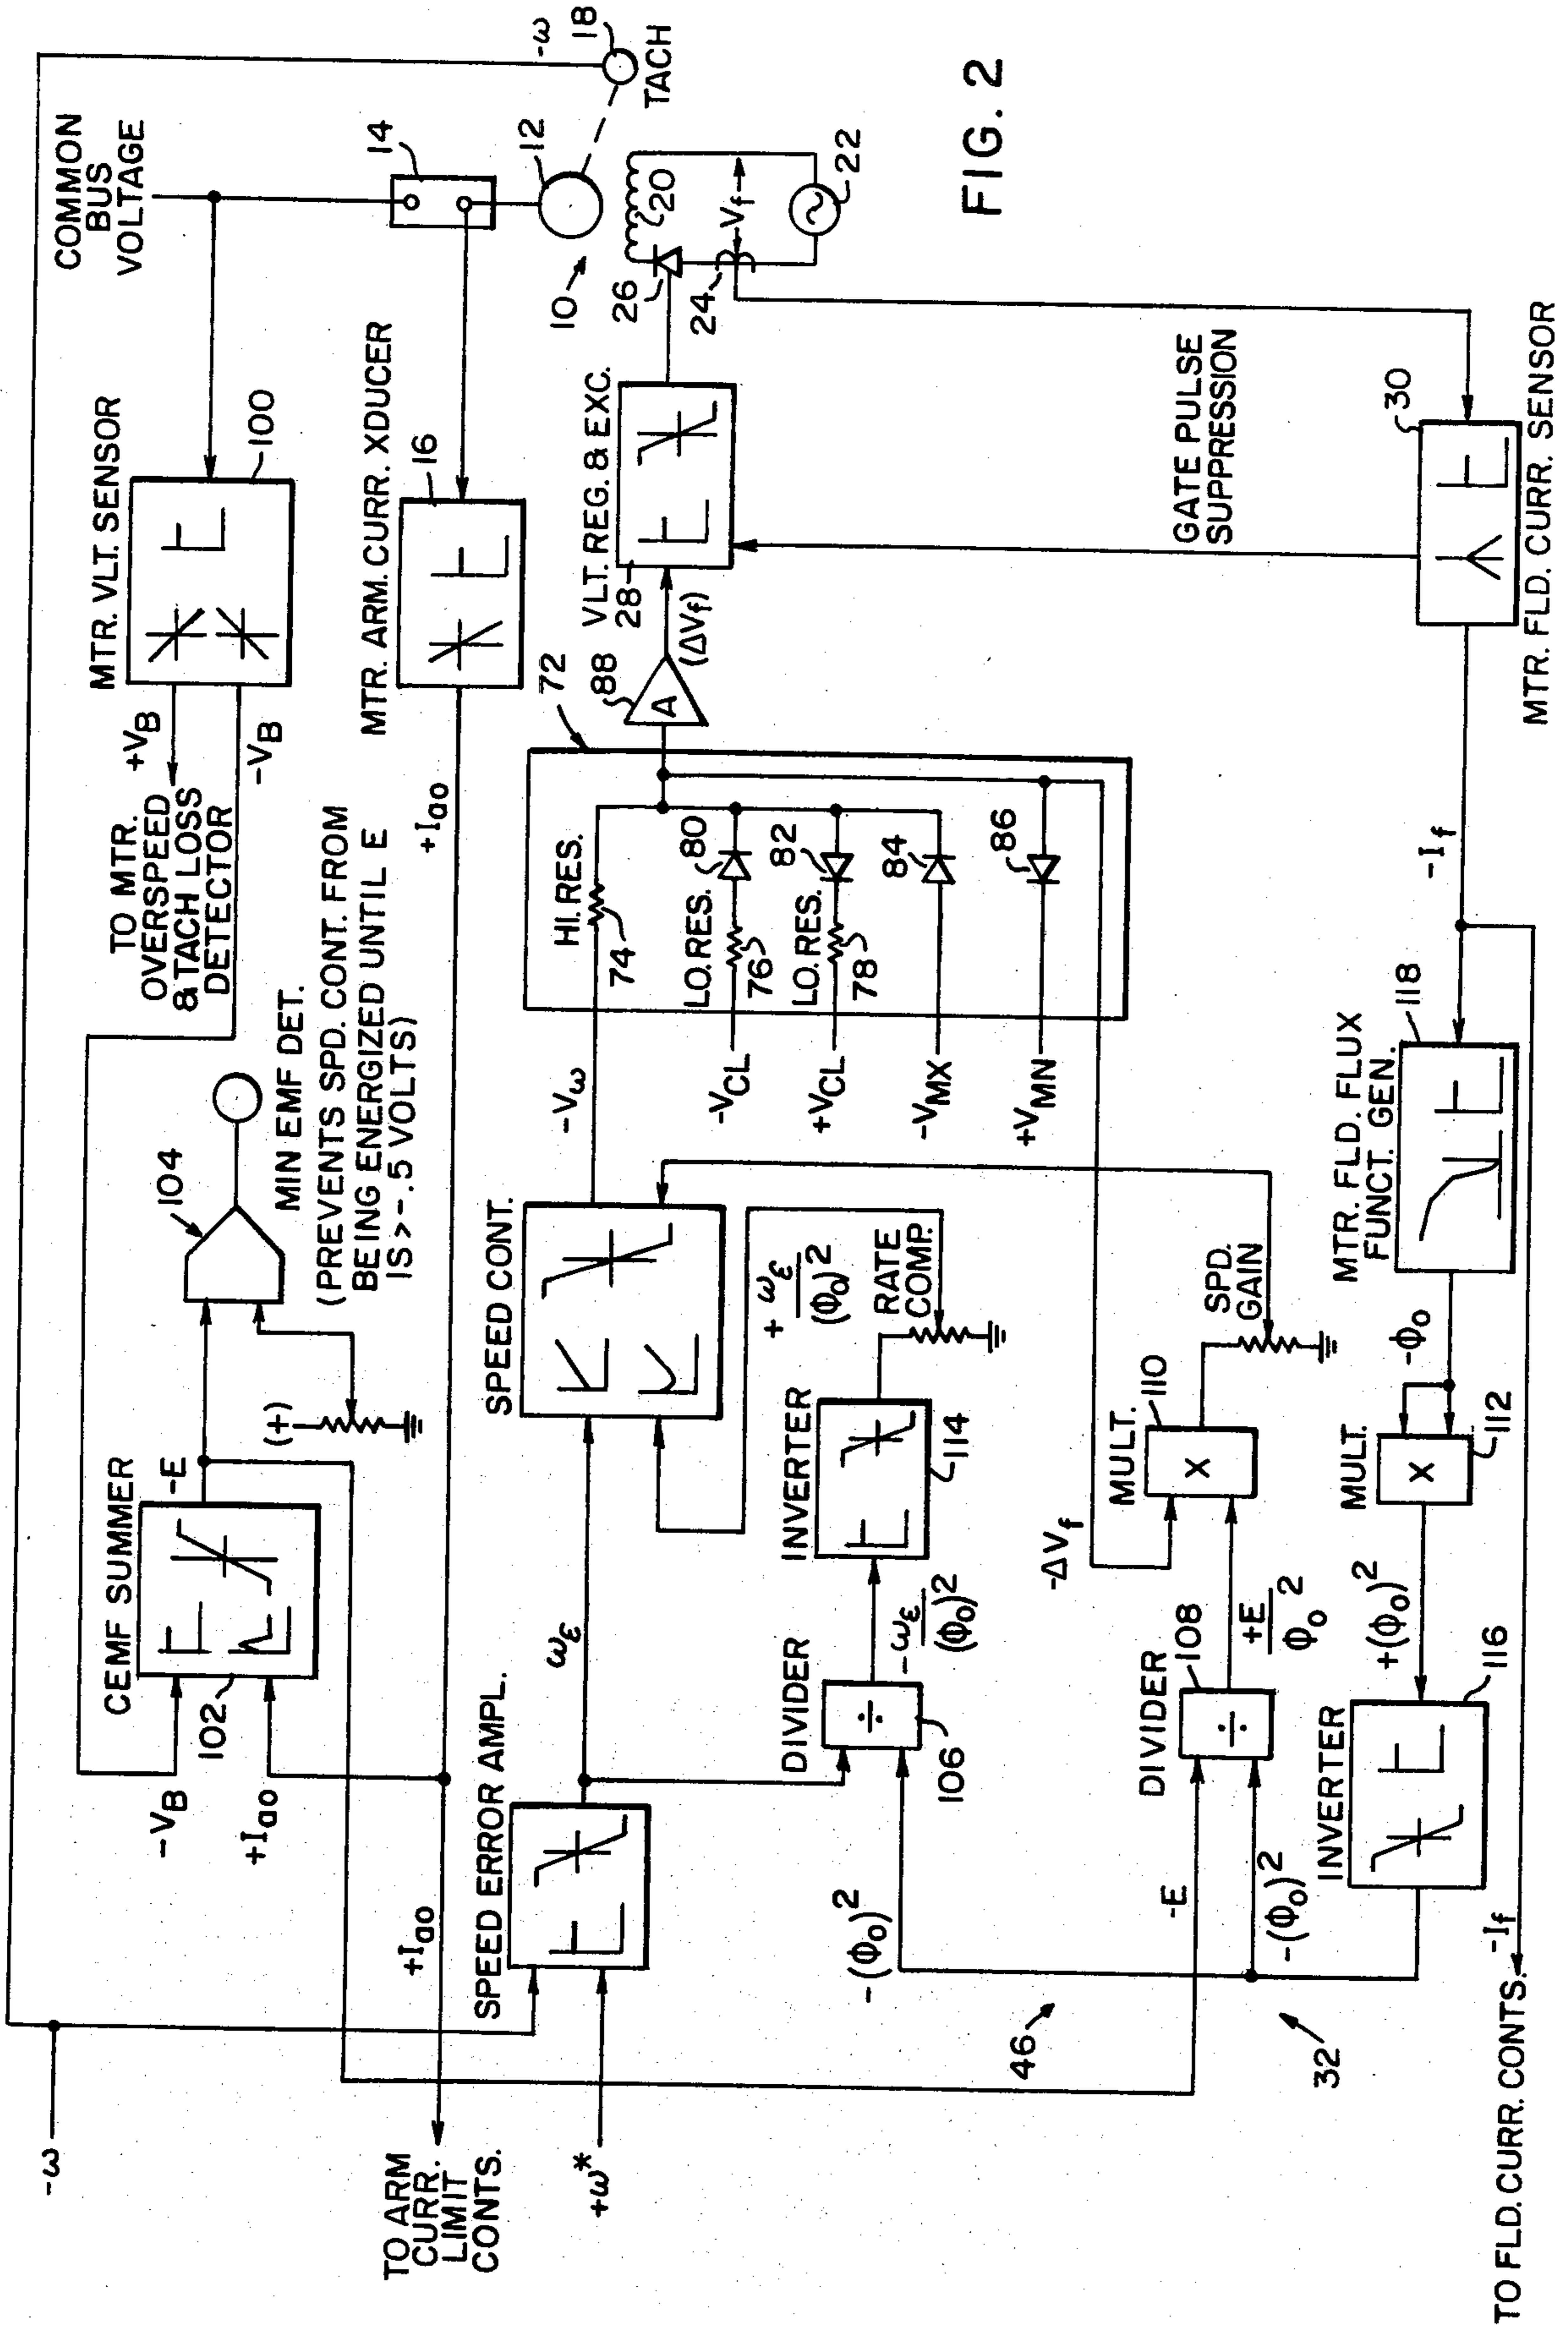 COMMON
BUS
VOLTAGE
-ω
18
TACH
14
12
10
20
Vf
22
26
24
FIG. 2
MTR. VLT. SENSOR
100
+VB
-VB
TO MTR.
OVERSPEED
& TACH LOSS
DETECTOR
MTR. ARM. CURR. XDUCER
16
+Iao
VLT. REG. & EXC.
28
(ΔVf)
88
A
72
GATE PULSE
SUPPRESSION
30
MTR. FLD. CURR. SENSOR
-If
104
MIN EMF DET.
(PREVENTS SPD. CONT. FROM
BEING ENERGIZED UNTIL E
IS >-.5 VOLTS)
(+)
HI. RES.
74
LO. RES.
76
80
LO. RES.
78
82
84
86
-Vω
-VCL
+VCL
-VMX
+VMN
SPEED CONT.
CEMF SUMMER
-E
102
-VB
+Iao
+ωε
(Φo)2
RATE
COMP.
INVERTER
114
SPD.
GAIN
MULT.
110
X
-ΔVf
MTR. FLD. FLUX
FUNCT. GEN.
118
-Φo
MULT.
X
112
+(Φo)2
INVERTER
116
ωε
SPEED ERROR AMPL.
DIVIDER
÷
106
-ωε
(Φo)2
DIVIDER
108
÷
+E
Φo2
-(Φo)2
-E
-(Φo)2
46
32
-ω
+Iao
TO ARM
CURR.
LIMIT
CONTS.
+ω*
-If
TO FLD. CURR. CONTS.